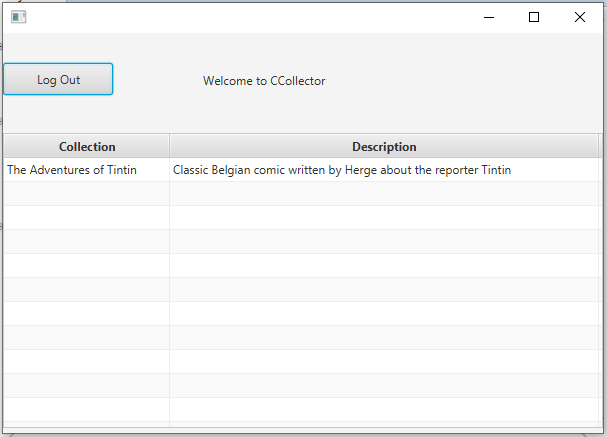 Log Out
Welcome to CCollector
Collection Description
The Adventures of Tintin Classic Belgian comic written by Herge about the reporter Tintin